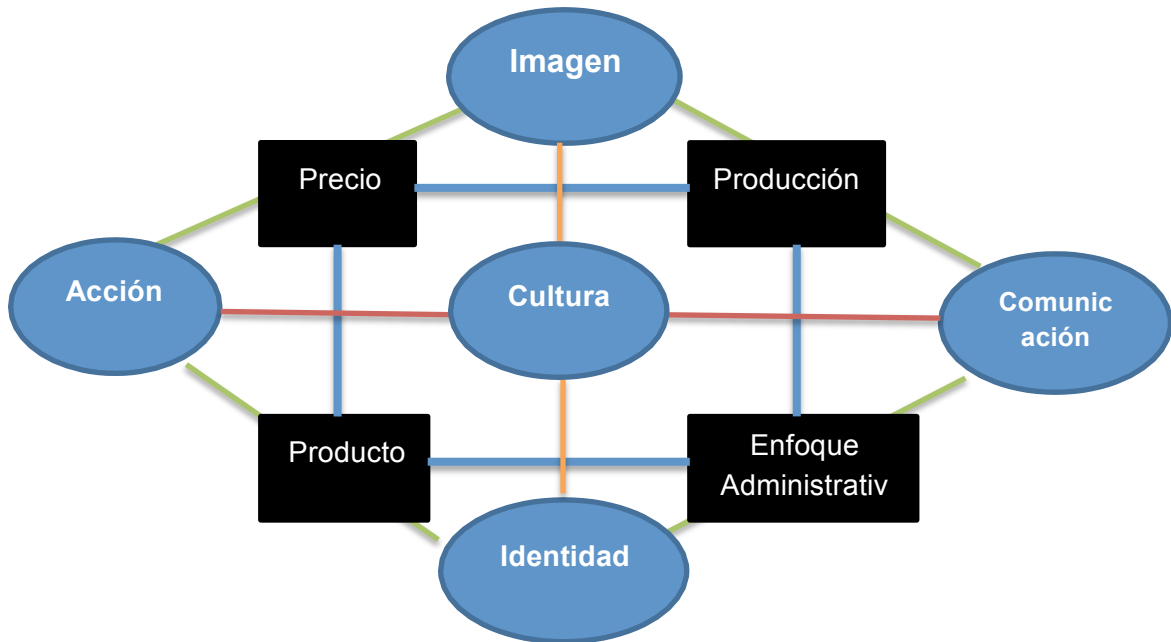 Imagen
Precio
Producción
Acción
Cultura
Comunic
ación
Producto
Enfoque
Administrativ
Identidad